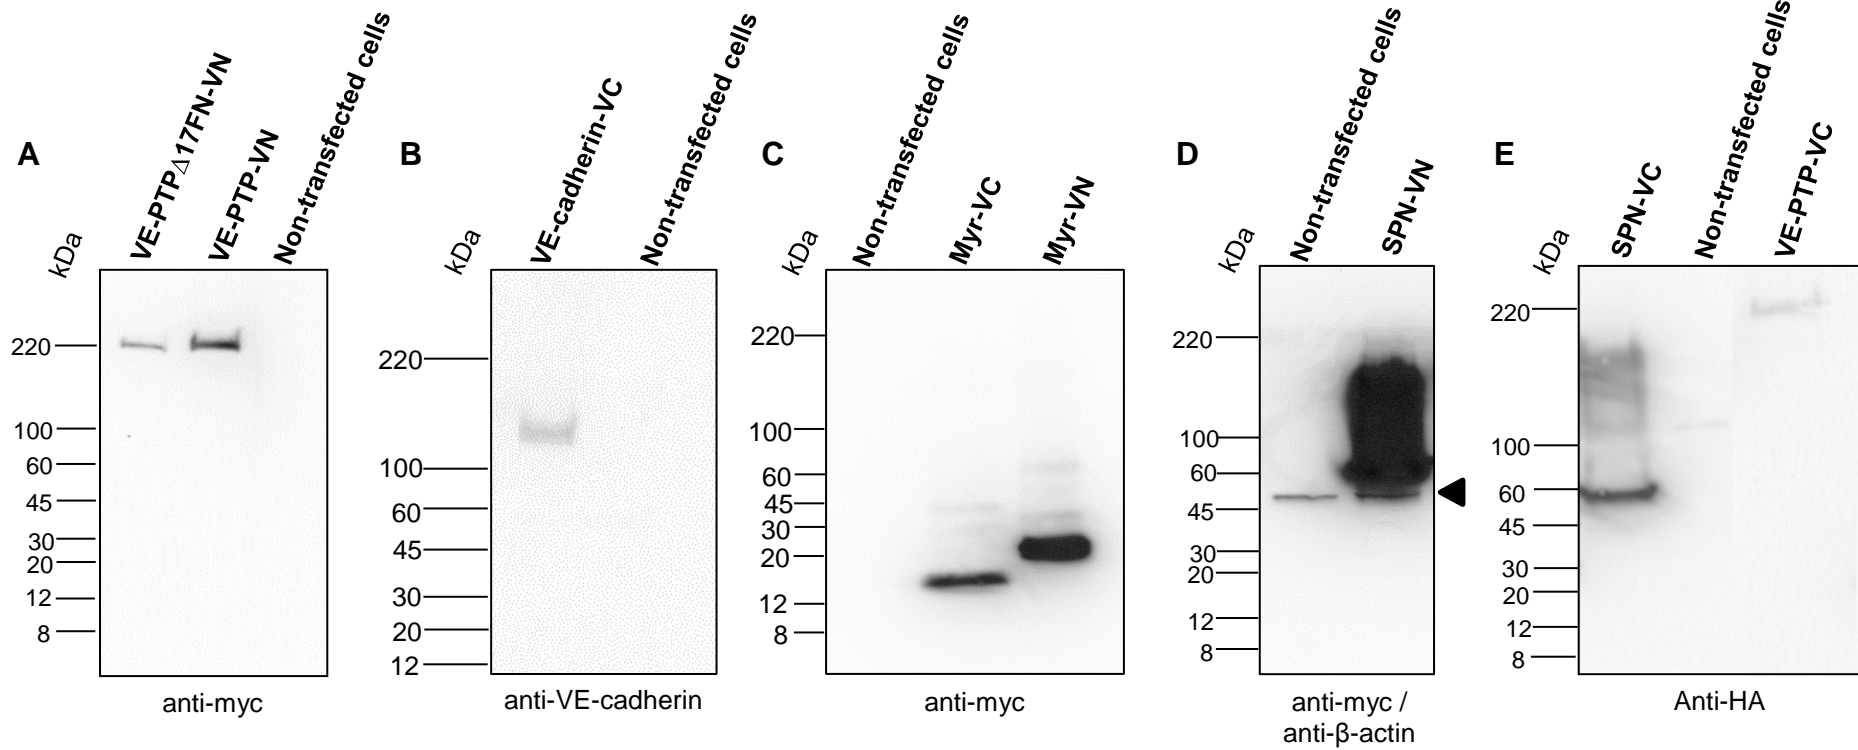 A
kDa
VE-PTPΔ17FN-VN
VE-PTP-VN
Non-transfected cells
220
100
60
45
30
20
12
8
anti-myc
B
kDa
VE-cadherin-VC
Non-transfected cells
220
100
60
45
30
20
12
anti-VE-cadherin
C
kDa
Non-transfected cells
Myr-VC
Myr-VN
220
100
60
45
30
20
12
8
anti-myc
D
kDa
Non-transfected cells
SPN-VN
220
100
60
45
30
20
12
8
anti-myc /
anti-β-actin
E
kDa
SPN-VC
Non-transfected cells
VE-PTP-VC
220
100
60
45
30
20
12
8
Anti-HA